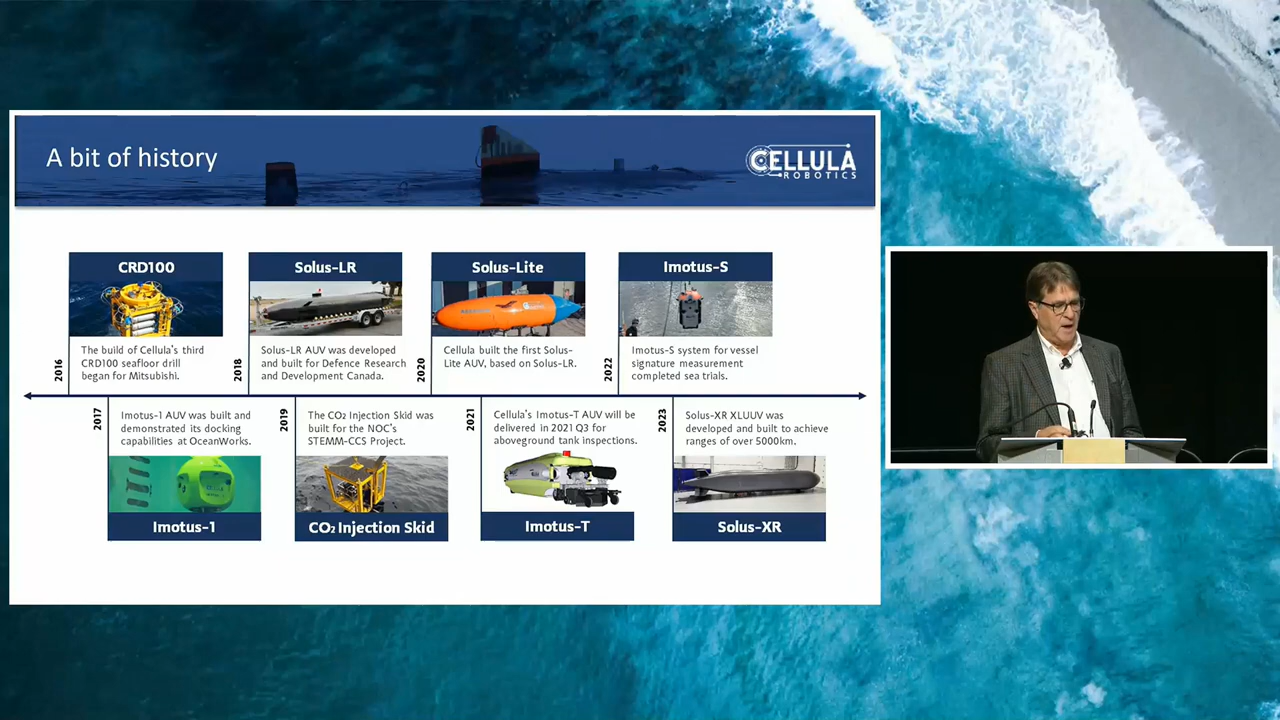 A bit of history
CELLULA
ROBOTICS
CRD100
2016
The build of Cellula's third
CRD100 seafloor drill
began for Mitsubishi.
Solus-LR
2018
Solus-LR AUV was developed
and built for Defence Research
and Development Canada.
Solus-Lite
2020
Cellula built the first Solus-
Lite AUV, based on Solus-LR.
Imotus-S
2022
Imotus-S system for vessel
signature measurement
completed sea trials.
2017
Imotus-1 AUV was built and
demonstrated its docking
capabilities at OceanWorks.
Imotus-1
2019
The CO₂ Injection Skid was
built for the NOC's
STEMM-CCS Project.
CO₂ Injection Skid
2021
Cellula's Imotus-T AUV will be
delivered in 2021 Q3 for
aboveground tank inspections.
Imotus-T
2023
Solus-XR XLUUV was
developed and built to achieve
ranges of over 5000km.
Solus-XR